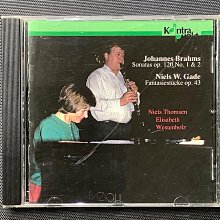 Kontra
Johannes Brahms
Sonatas op. 120 No. 1 & 2
Niels W. Gade
Fantasiestücke op. 43
Niels Thomsen
Elisabeth
Westenholz